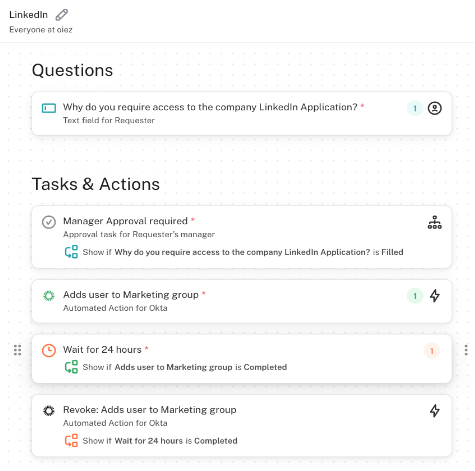 LinkedIn
Everyone at oiez
Questions
Why do you require access to the company LinkedIn Application? *
1
Text field for Requester
Tasks & Actions
Manager Approval required *
Approval task for Requester's manager
Show if Why do you require access to the company LinkedIn Application? is Filled
Adds user to Marketing group *
1
Automated Action for Okta
Wait for 24 hours *
1
Show if Adds user to Marketing group is Completed
Revoke: Adds user to Marketing group
Automated Action for Okta
Show if Wait for 24 hours is Completed